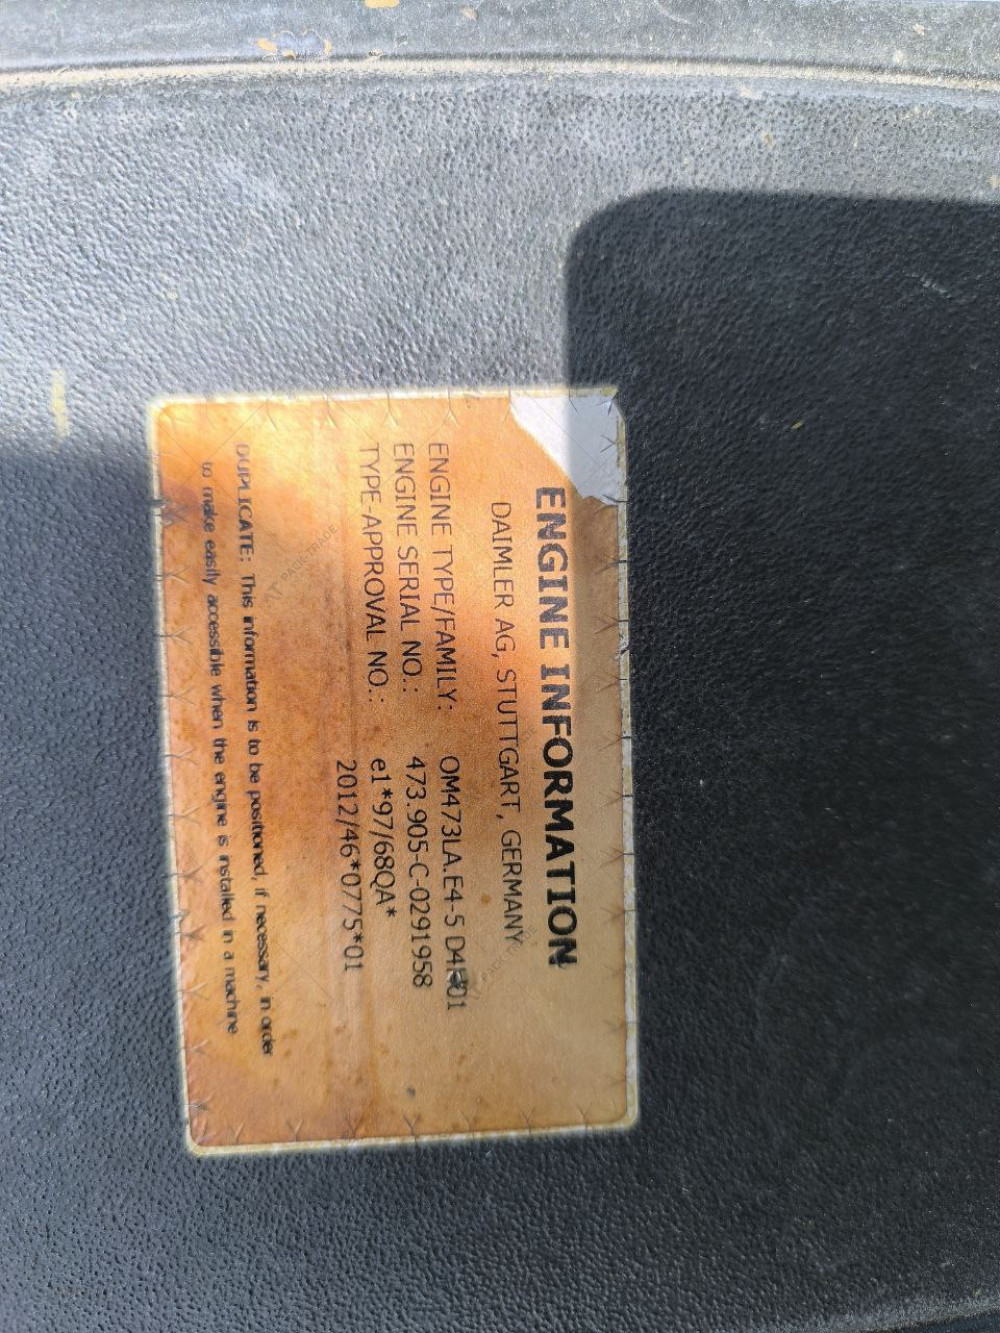 ENGINE INFORMATION
DAIMLER AG, STUTTGART, GERMANY
ENGINE TYPE/FAMILY: OM473LA.E4-5
ENGINE SERIAL NO.: 473.905-C-0291958
TYPE-APPROVAL NO.: e1*97/68QA*
2012/46*0775*01
DUPLICATE: This information is to be positioned, if necessary, in order
to make easily accessible when the engine is installed in a machine